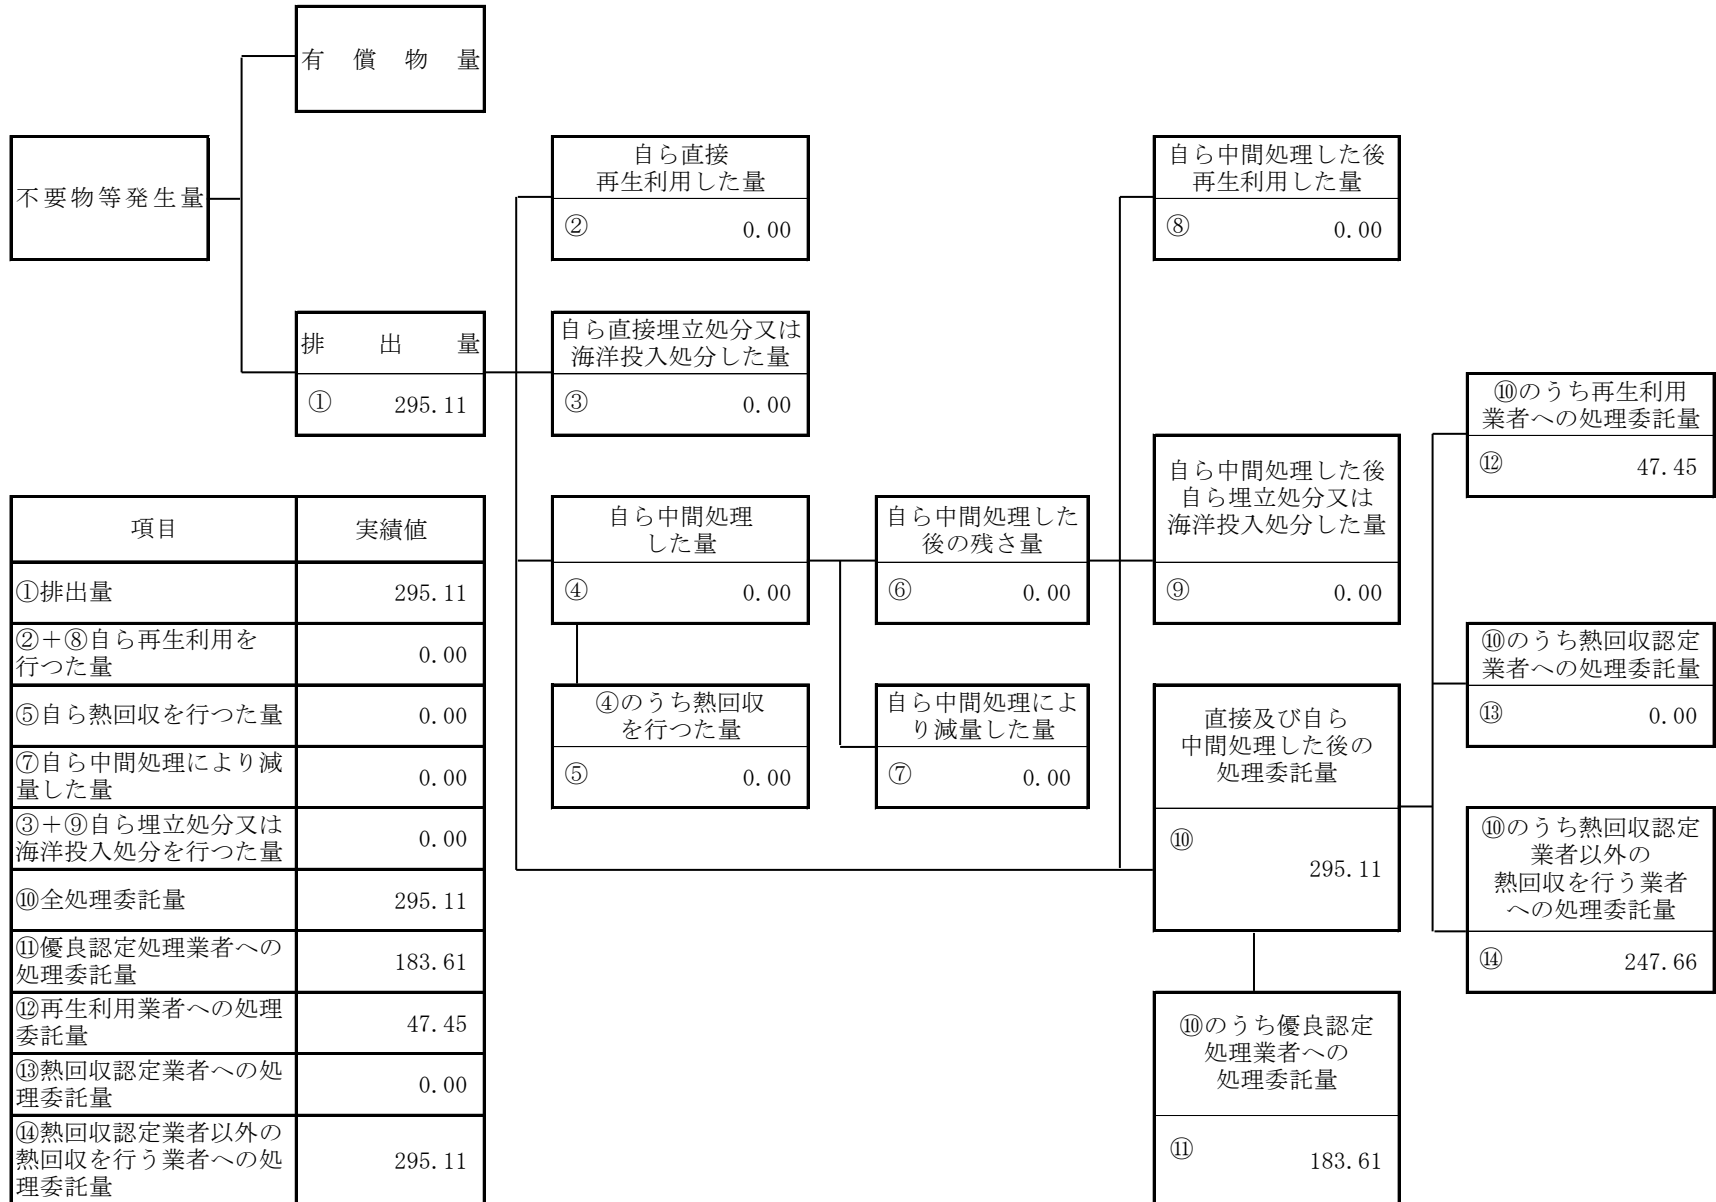 有償物量
不要物等発生量
排出量
① 295.11
自ら直接
再生利用した量
② 0.00
自ら直接埋立処分又は
海洋投入処分した量
③ 0.00
自ら中間処理
した量
④ 0.00
④のうち熱回収
を行つた量
⑤ 0.00
自ら中間処理した
後の残さ量
⑥ 0.00
自ら中間処理によ
り減量した量
⑦ 0.00
自ら中間処理した後
再生利用した量
⑧ 0.00
自ら中間処理した後
自ら埋立処分又は
海洋投入処分した量
⑨ 0.00
直接及び自ら
中間処理した後の
処理委託量
⑩
295.11
⑩のうち優良認定
処理業者への
処理委託量
⑪ 183.61
⑩のうち再生利用
業者への処理委託量
⑫ 47.45
⑩のうち熱回収認定
業者への処理委託量
⑬ 0.00
⑩のうち熱回収認定
業者以外の
熱回収を行う業者
への処理委託量
⑭ 247.66
項目 実績値
①排出量 295.11
②+⑧自ら再生利用を
行つた量 0.00
⑤自ら熱回収を行つた量 0.00
⑦自ら中間処理により減
量した量 0.00
③+⑨自ら埋立処分又は
海洋投入処分を行つた量 0.00
⑩全処理委託量 295.11
⑪優良認定処理業者への
処理委託量 183.61
⑫再生利用業者への処理
委託量 47.45
⑬熱回収認定業者への処
理委託量 0.00
⑭熱回収認定業者以外の
熱回収を行う業者への処
理委託量 295.11